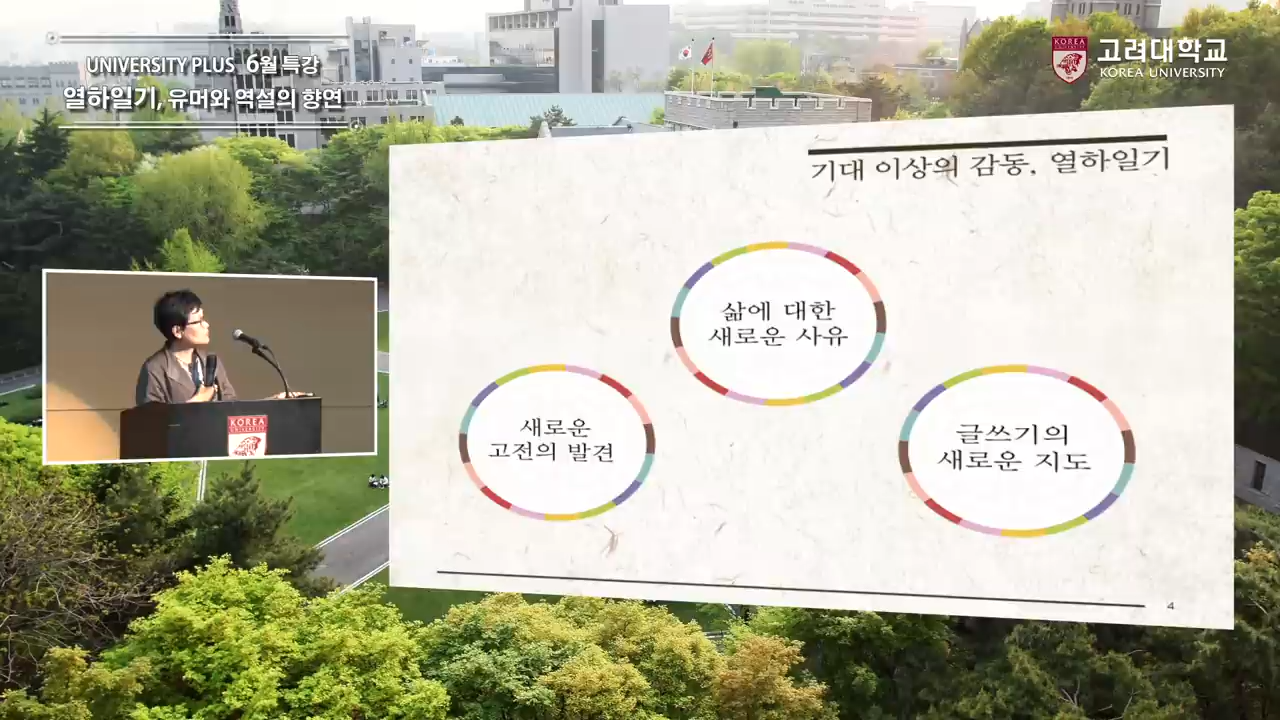 UNIVERSITY PLUS 6월 특강
열하일기, 유머와 역설의 향연
고려대학교
KOREA UNIVERSITY
기대 이상의 감동, 열하일기
삶에 대한
새로운 사유
새로운
고전의 발견
글쓰기의
새로운 지도
4
KOREA